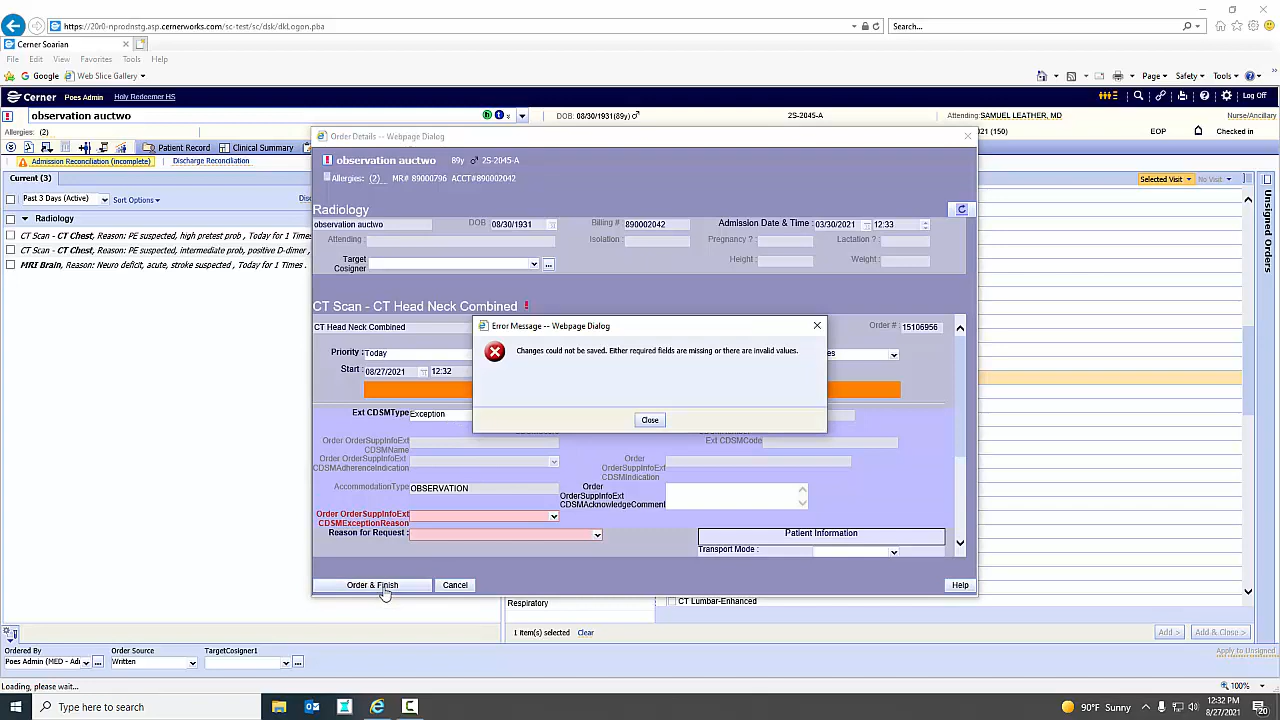 https://20r0-nprodnstg.asp.cernerworks.com/sc-test/sc/dsk/dkLogon.pba
Search...
Cerner Soarian
File Edit View Favorites Tools Help
Google Web Slice Gallery
Page Safety Tools
Cerner Poes Admin Holy Redeemer HS
Log Off
observation auctwo
DOB: 08/30/1931(89y)
2S-2045-A
Attending:SAMUEL LEATHER, MD
Nurse/Ancillary
Allergies: (2)
2021 (150)
EOP
Checked in
Patient Record Clinical Summary
Admission Reconciliation (incomplete) Discharge Reconciliation
Current (3)
Selected Visit No Visit
Past 3 Days (Active) Sort Options
Unsigned Orders
Radiology
CT Scan - CT Chest, Reason: PE suspected, high pretest prob , Today for 1 Times .
CT Scan - CT Chest, Reason: PE suspected, intermediate prob, positive D-dimer ,
MRI Brain, Reason: Neuro deficit, acute, stroke suspected , Today for 1 Times .
Order Details -- Webpage Dialog
observation auctwo 89y 2S-2045-A
Allergies: (2) MR# 89000796 ACCT#890002042
Radiology
observation auctwo DOB 08/30/1931 Billing # 890002042 Admission Date & Time 03/30/2021 12:33
Attending: Isolation: Pregnancy ? : Lactation ? :
Target Cosigner
Height : Weight :
CT Scan - CT Head Neck Combined !
CT Head Neck Combined
Order # 15106956
Priority : Today
Start : 08/27/2021 12:32
Error Message -- Webpage Dialog
Changes could not be saved. Either required fields are missing or there are invalid values.
Close
Ext CDSMType Exception
Order OrderSuppInfoExt CDSMName
Ext CDSMCode
Order OrderSuppInfoExt CDSMAdherenceIndication
Order OrderSuppInfoExt CDSMIndication
AccommodationType OBSERVATION
Order OrderSuppInfoExt CDSMAcknowledgeComment
Order OrderSuppInfoExt CDSMExceptionReason
Reason for Request :
Patient Information
Transport Mode :
Order & Finish Cancel Help
Respiratory
CT Lumbar-Enhanced
1 Item(s) selected Clear
Add > Add & Close >
Ordered By Order Source TargetCosigner1
Apply to Unsigned
Poes Admin (MED - Adi Written
Loading, please wait...
100%
Type here to search
90°F Sunny
12:32 PM
8/27/2021
20